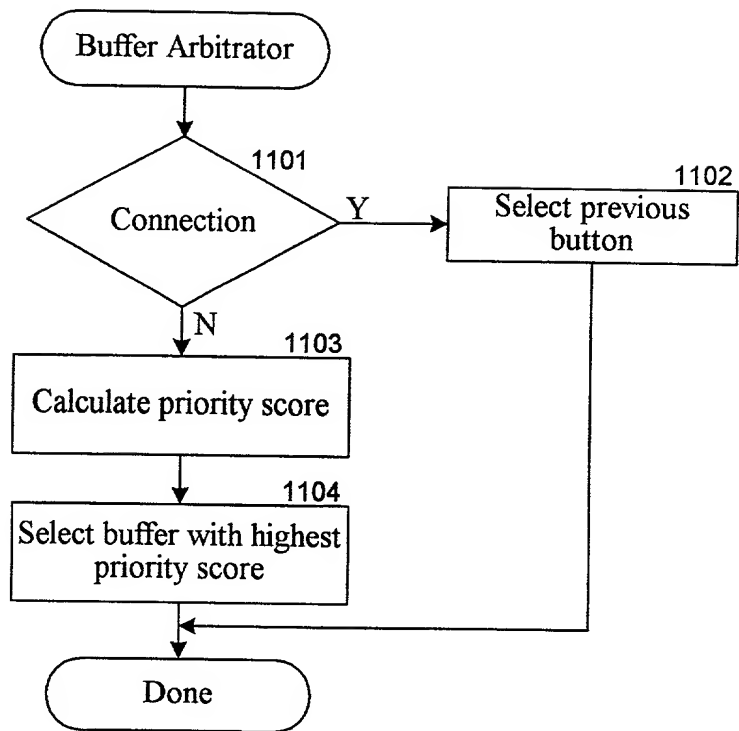 Buffer Arbitrator
1101
Connection
Y
1102
Select previous
button
N
1103
Calculate priority score
1104
Select buffer with highest
priority score
Done